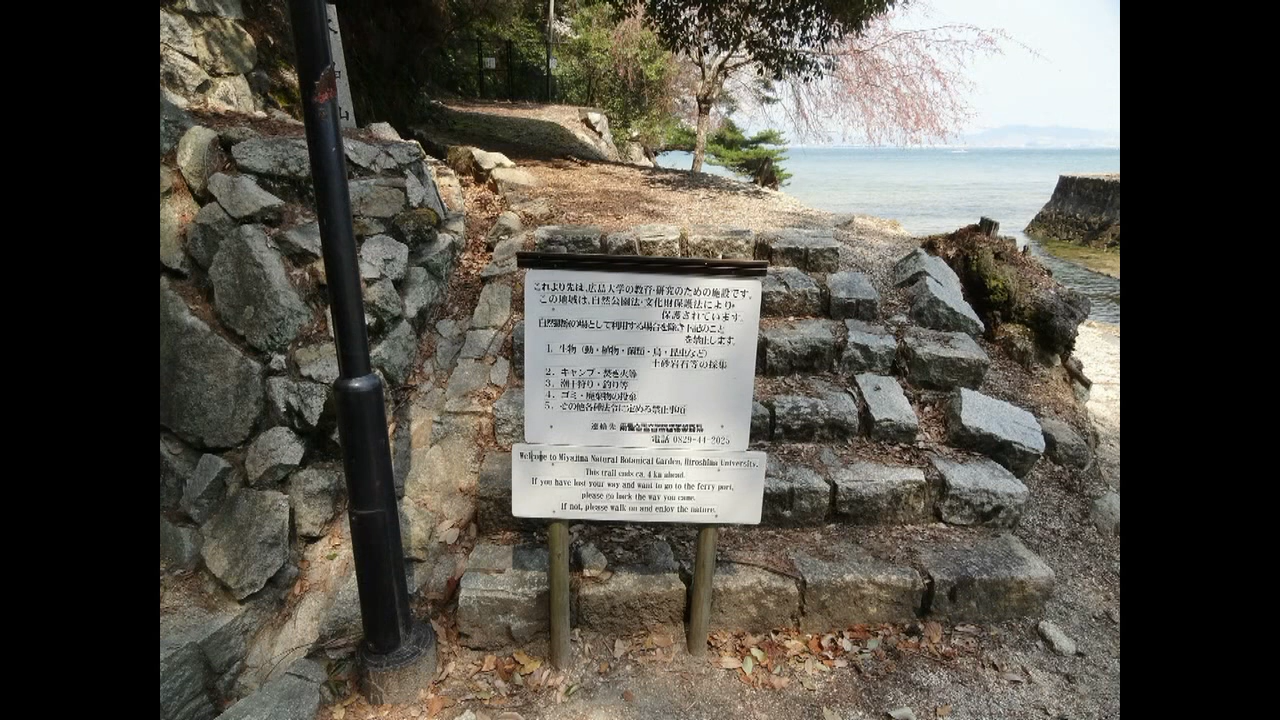 これより先は、広島大学の教育・研究のための施設です。
この地域は、自然公園法・文化財保護法により、
保護されています。
自然観察の場として利用する場合を除き下記のこと
を禁止します。
1. 生物（動・植物・菌類・鳥・昆虫など）
土砂岩石等の採集
2. キャンプ・焚き火等
3. 潮干狩り・釣り等
4. ゴミ・廃棄物の投棄
5. その他各種法令に定める禁止事項
連絡先
電話 0829-44-2025
Welcome to Miyajima Natural Botanical Garden, Hiroshima University.
This trail ends ca. 4 km ahead.
If you have lost your way and want to go to the ferry port,
please go back the way you came.
If not, please walk on and enjoy the nature.